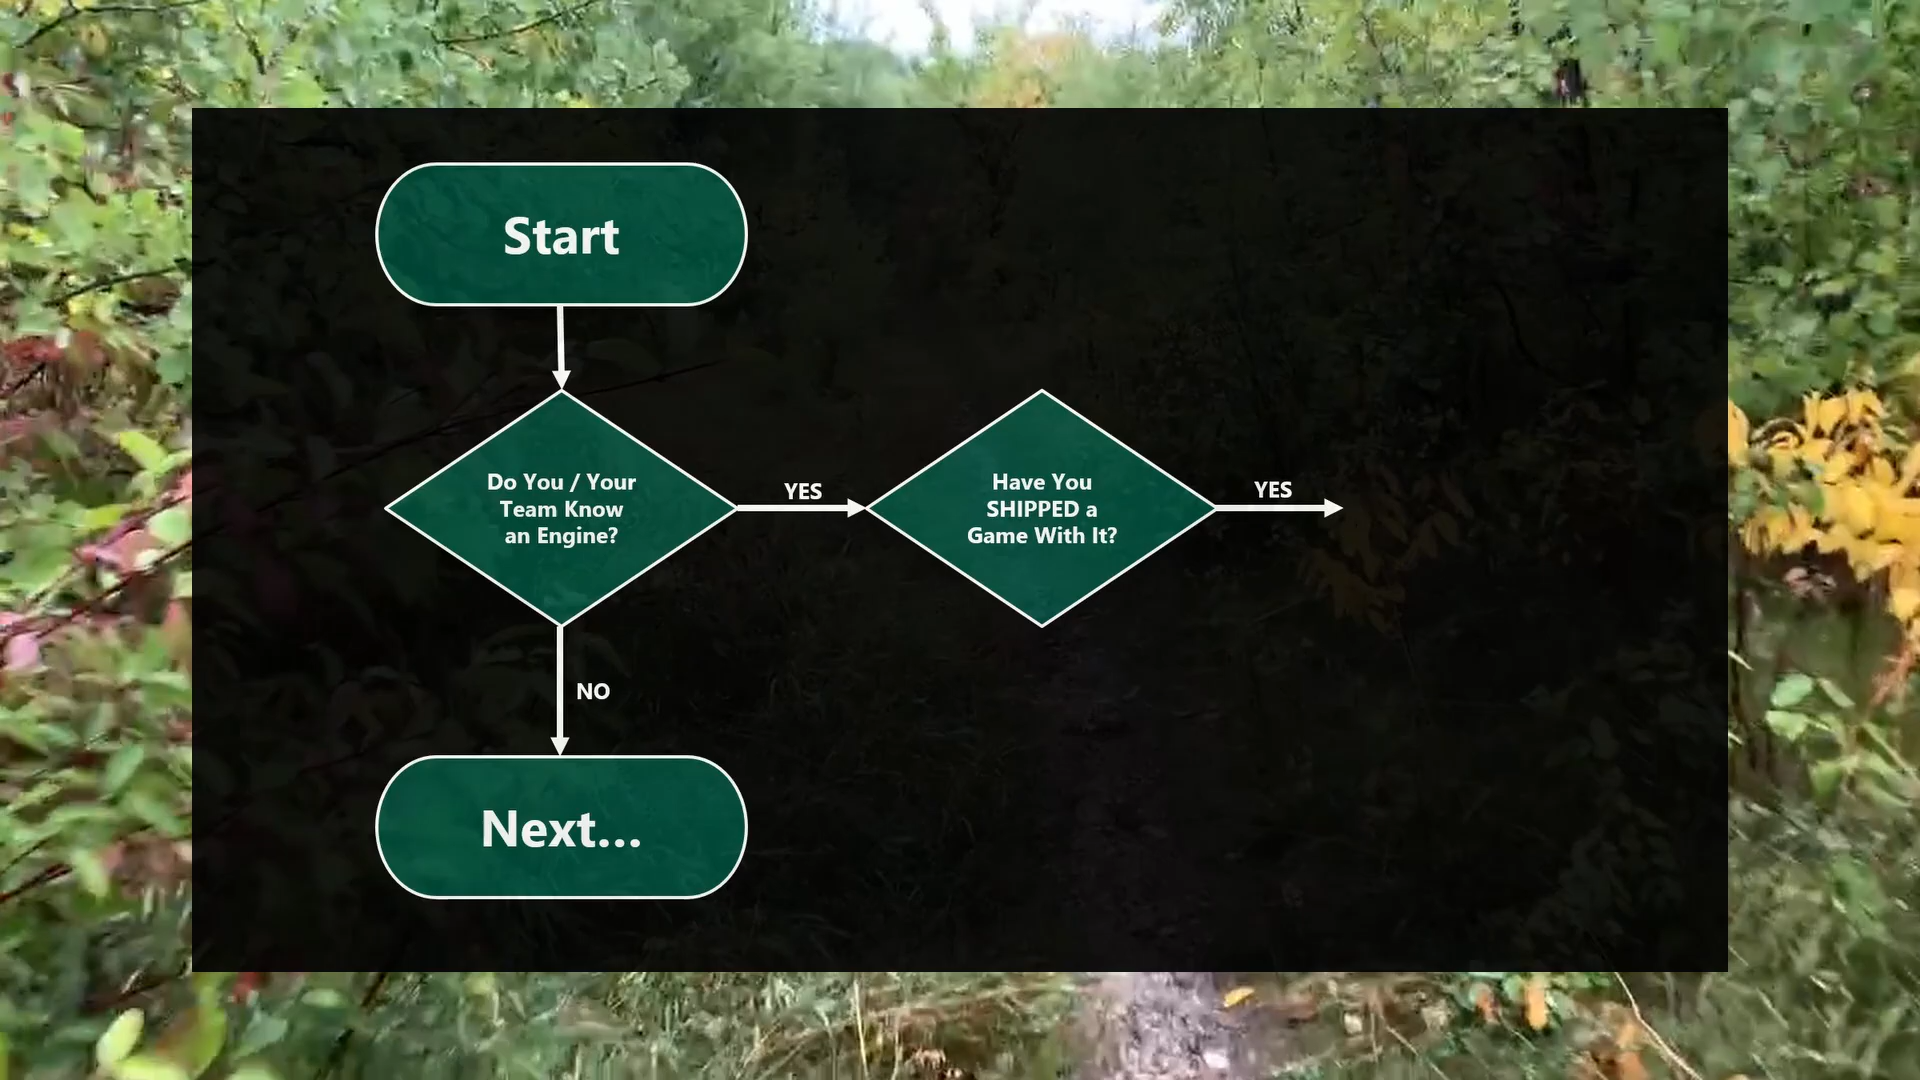 Start
Do You / Your
Team Know
an Engine?
YES
Have You
SHIPPED a
Game With It?
YES
NO
Next...